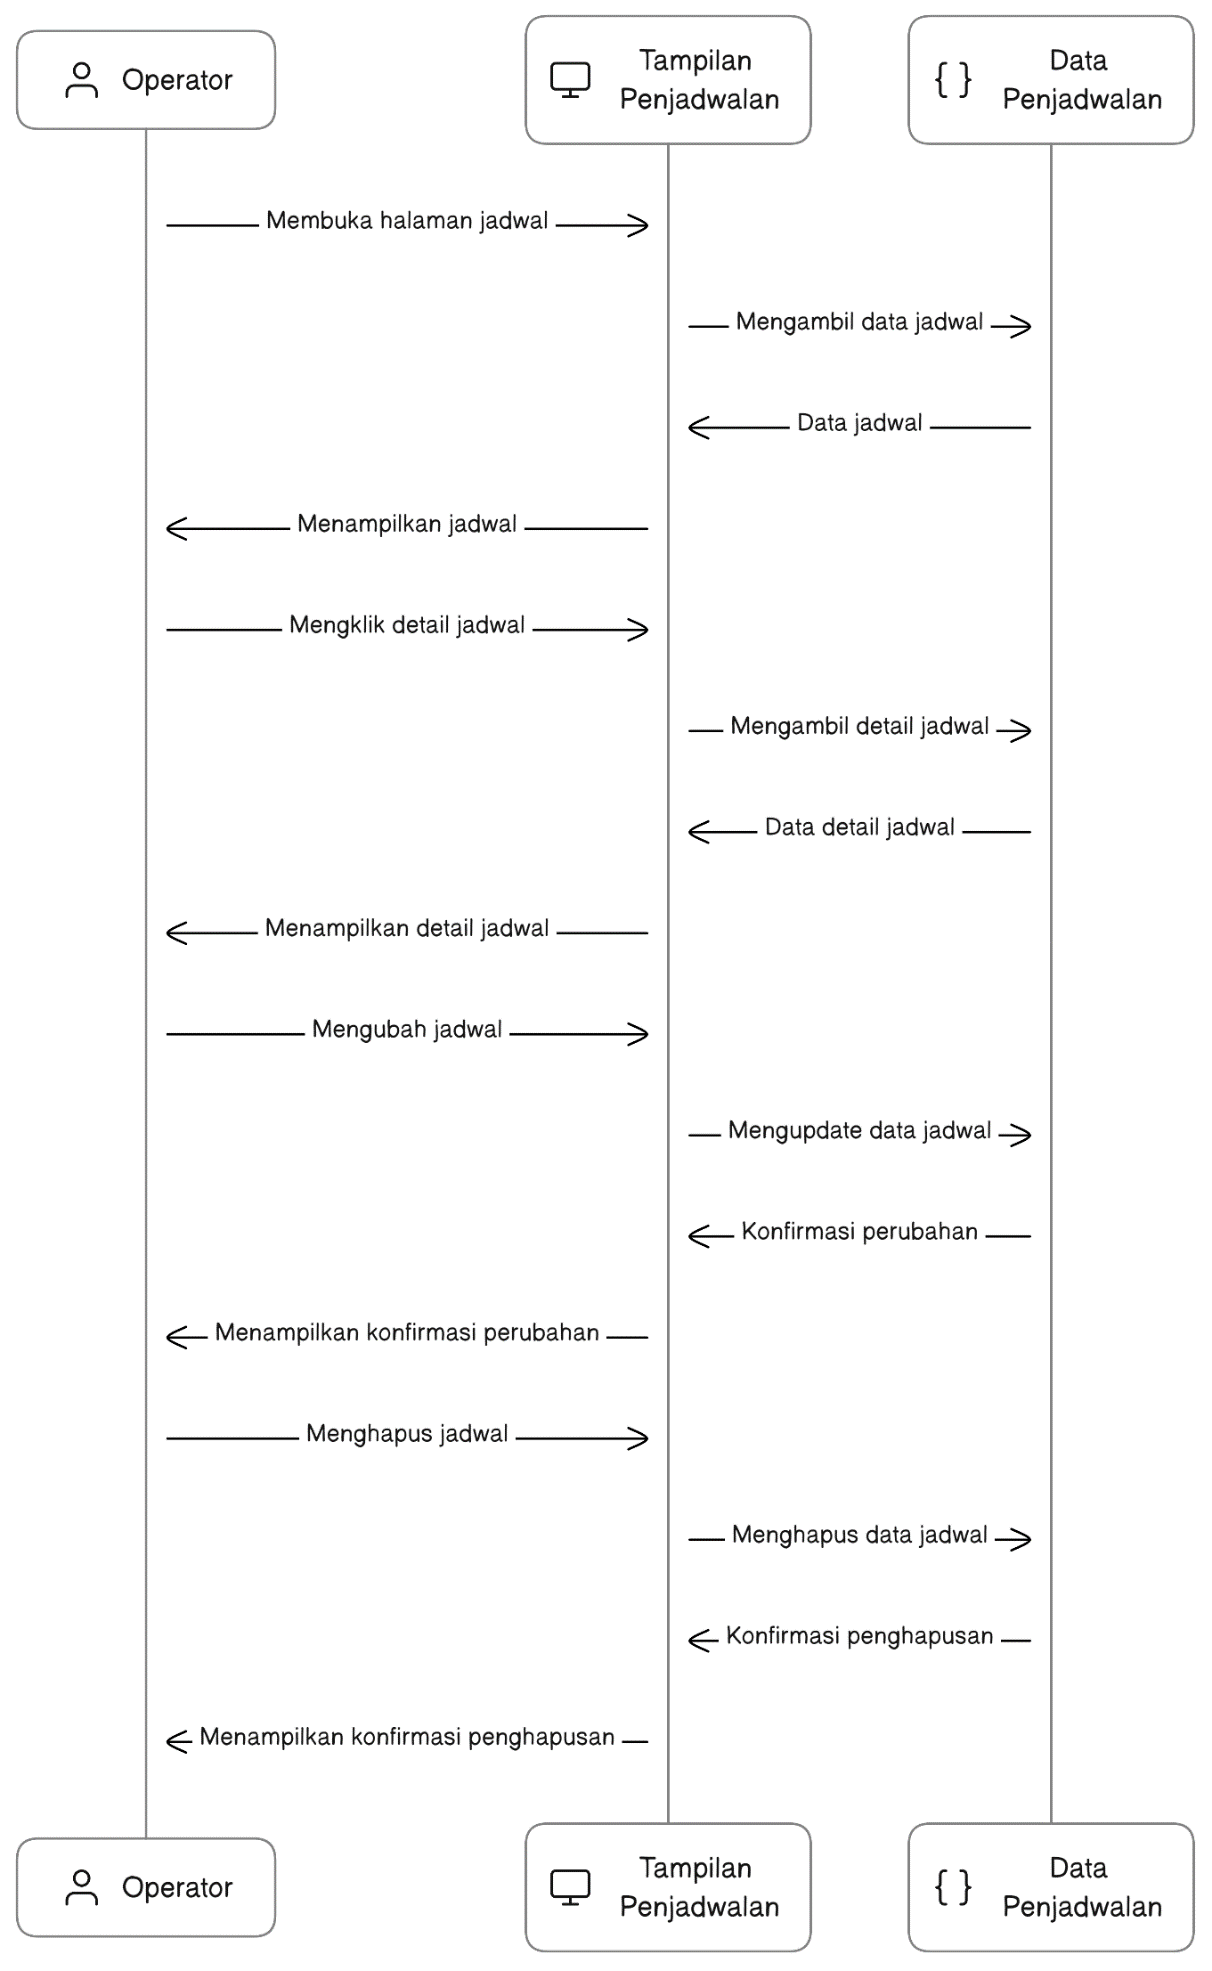 Operator
Tampilan
Penjadwalan
{ } Data
Penjadwalan
Membuka halaman jadwal
Mengambil data jadwal
Data jadwal
Menampilkan jadwal
Mengklik detail jadwal
Mengambil detail jadwal
Data detail jadwal
Menampilkan detail jadwal
Mengubah jadwal
Mengupdate data jadwal
Konfirmasi perubahan
Menampilkan konfirmasi perubahan
Menghapus jadwal
Menghapus data jadwal
Konfirmasi penghapusan
Menampilkan konfirmasi penghapusan
Operator
Tampilan
Penjadwalan
{ } Data
Penjadwalan